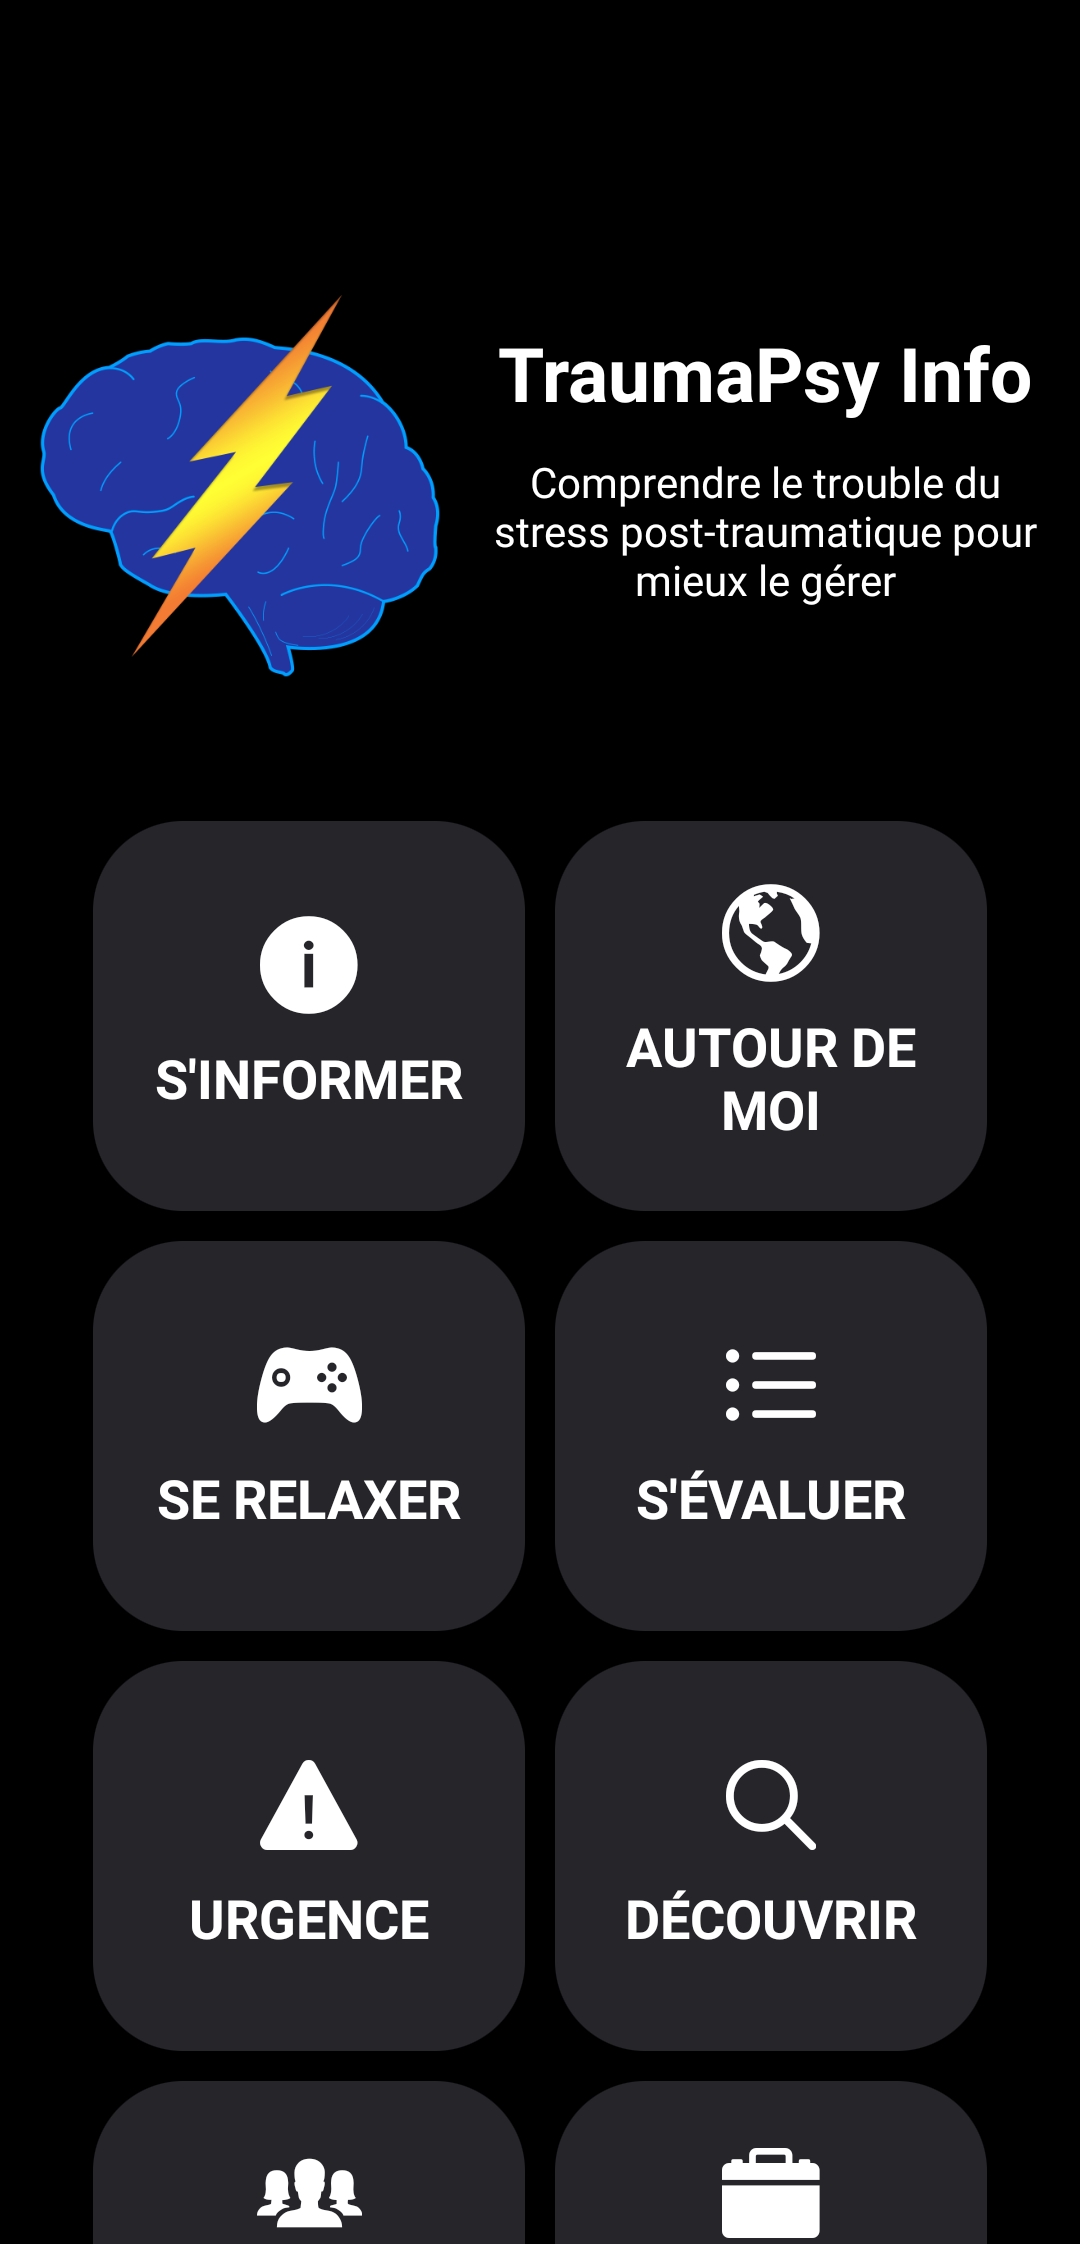 TraumaPsy Info
Comprendre le trouble du
stress post-traumatique pour
mieux le gérer
S'INFORMER
AUTOUR DE
MOI
SE RELAXER
S'ÉVALUER
URGENCE
DÉCOUVRIR